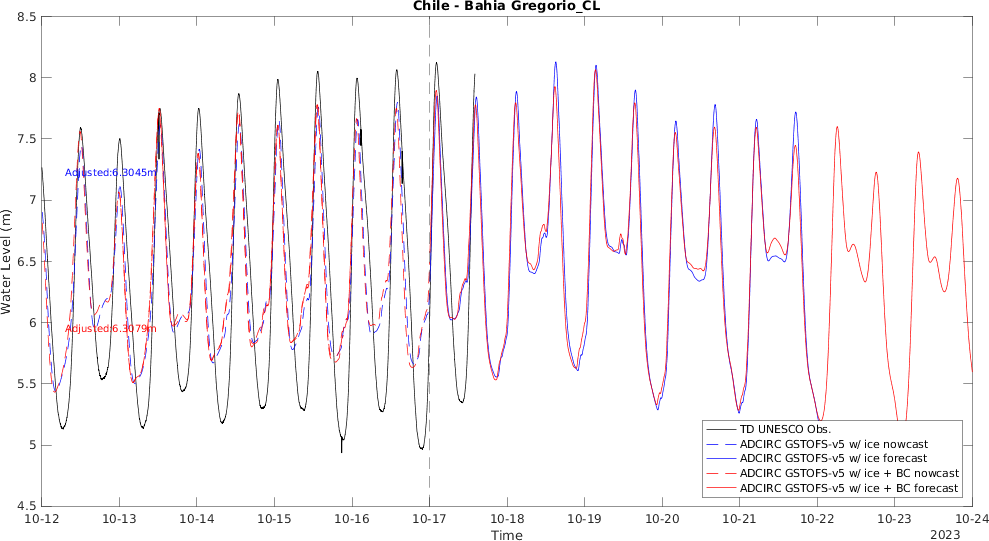 Chile - Bahia Gregorio_CL
8.5
8
7.5
7
6.5
6
5.5
5
4.5
Water Level (m)
Adjusted:6.3045m
Adjusted:6.3079m
TD UNESCO Obs.
ADCIRC GSTOFS-v5 w/ ice nowcast
ADCIRC GSTOFS-v5 w/ ice forecast
ADCIRC GSTOFS-v5 w/ ice + BC nowcast
ADCIRC GSTOFS-v5 w/ ice + BC forecast
10-12 10-13 10-14 10-15 10-16 10-17 10-18 10-19 10-20 10-21 10-22 10-23 10-24
Time
2023